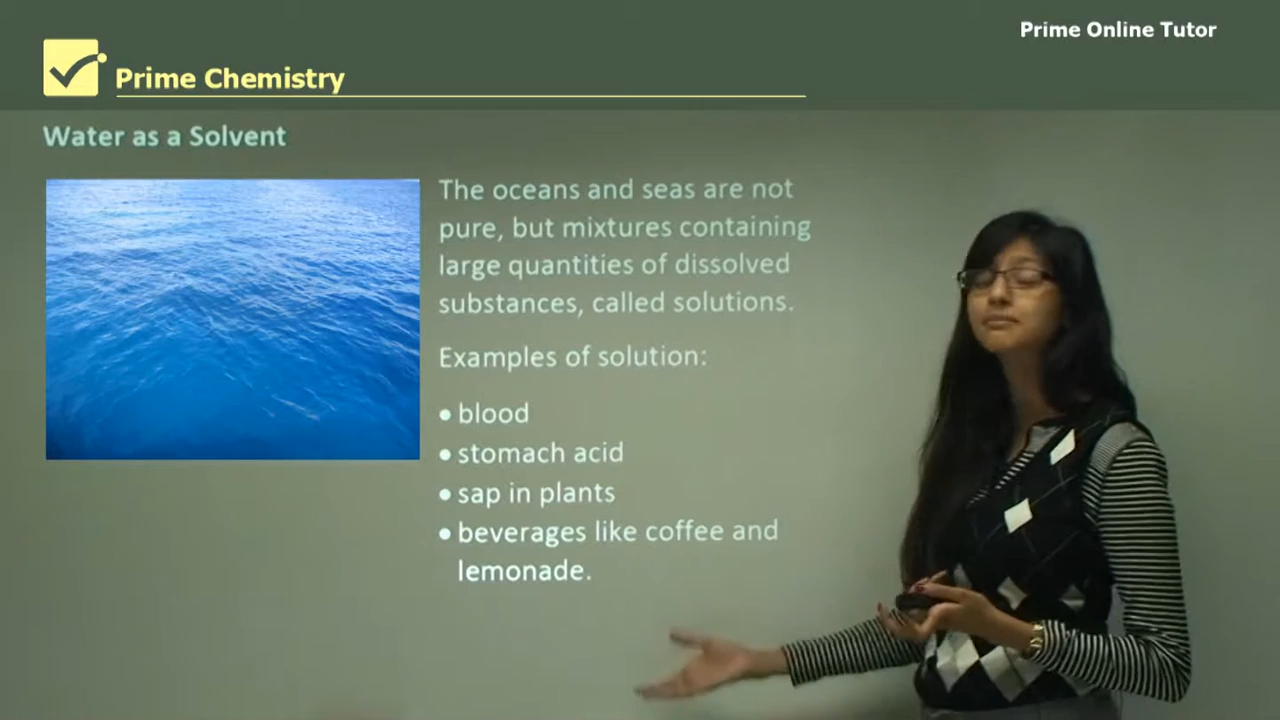 Prime Online Tutor
Prime Chemistry
Water as a Solvent
The oceans and seas are not
pure, but mixtures containing
large quantities of dissolved
substances, called solutions.
Examples of solution:
• blood
• stomach acid
• sap in plants
• beverages like coffee and
lemonade.